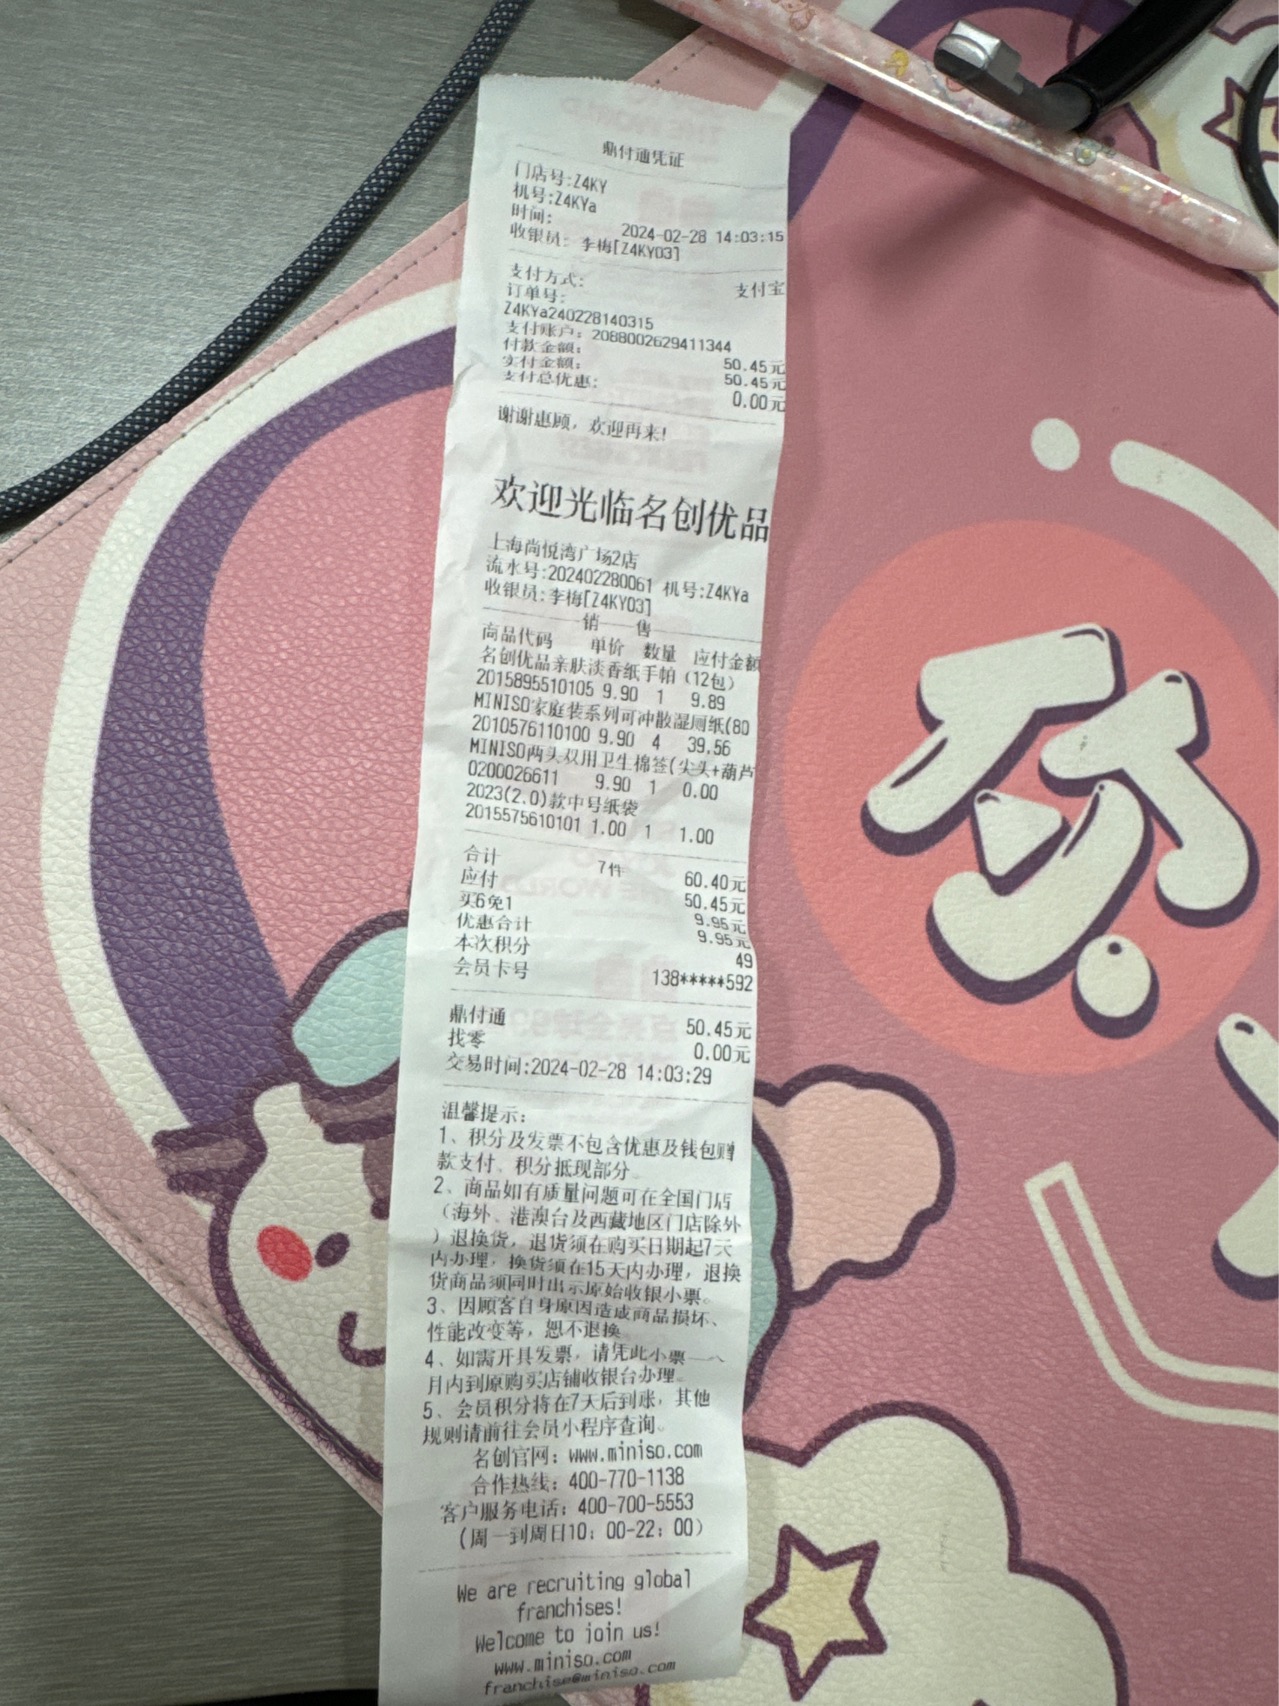 鼎付通凭证
门店号:Z4KY
机号:Z4KYa
时间: 2024-02-28 14:03:15
收银员: 李梅[Z4KY03]
支付方式: 支付宝
订单号:
Z4KYa240228140315
支付账户: 2088002629411344
付款金额: 50.45元
实付金额: 50.45元
支付总优惠: 0.00元
谢谢惠顾，欢迎再来!
欢迎光临名创优品
上海尚悦湾广场2店
流水号:202402280061 机号:Z4KYa
收银员:李梅[Z4KY03]
销 售
商品代码 单价 数量 应付金额
名创优品亲肤淡香纸手帕（12包）
2015895510105 9.90 1 9.89
MINISO家庭装系列可冲散湿厕纸(80
2010576110100 9.90 4 39.56
MINISO两头双用卫生棉签(尖头+葫芦
0200026611 9.90 1 0.00
2023(2.0)款中号纸袋
2015575610101 1.00 1 1.00
合计 7件 60.40元
应付 50.45元
买6免1 9.95元
优惠合计 9.95元
本次积分 49
会员卡号 138*****592
鼎付通 50.45元
找零 0.00元
交易时间:2024-02-28 14:03:29
温馨提示:
1、积分及发票不包含优惠及钱包赠
款支付、积分抵现部分。
2、商品如有质量问题可在全国门店
（海外、港澳台及西藏地区门店除外
）退换货，退货须在购买日期起7天
内办理，换货须在15天内办理，退换
货商品须同时出示原始收银小票。
3、因顾客自身原因造成商品损坏、
性能改变等，恕不退换
4、如需开具发票，请凭此小票一个
月内到原购买店铺收银台办理。
5、会员积分将在7天后到账，其他
规则请前往会员小程序查询。
名创官网: www.miniso.com
合作热线: 400-770-1138
客户服务电话: 400-700-5553
(周一到周日10: 00-22: 00)
We are recruiting global
franchises!
Welcome to join us!
www.miniso.com
franchise@miniso.com